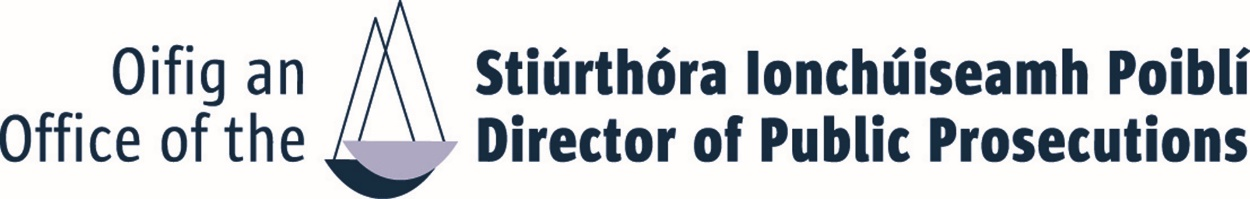 Oifig an Stiúrthóra Ionchúiseamh Poiblí
Office of the Director of Public Prosecutions